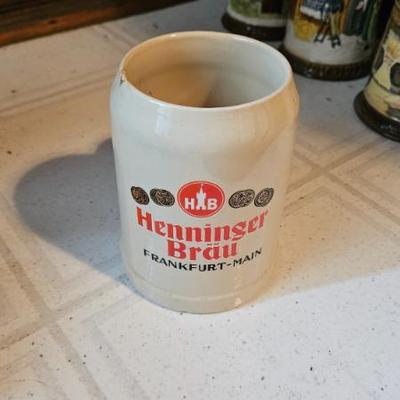 HB
Henninger
Bräu
FRANKFURT-MAIN